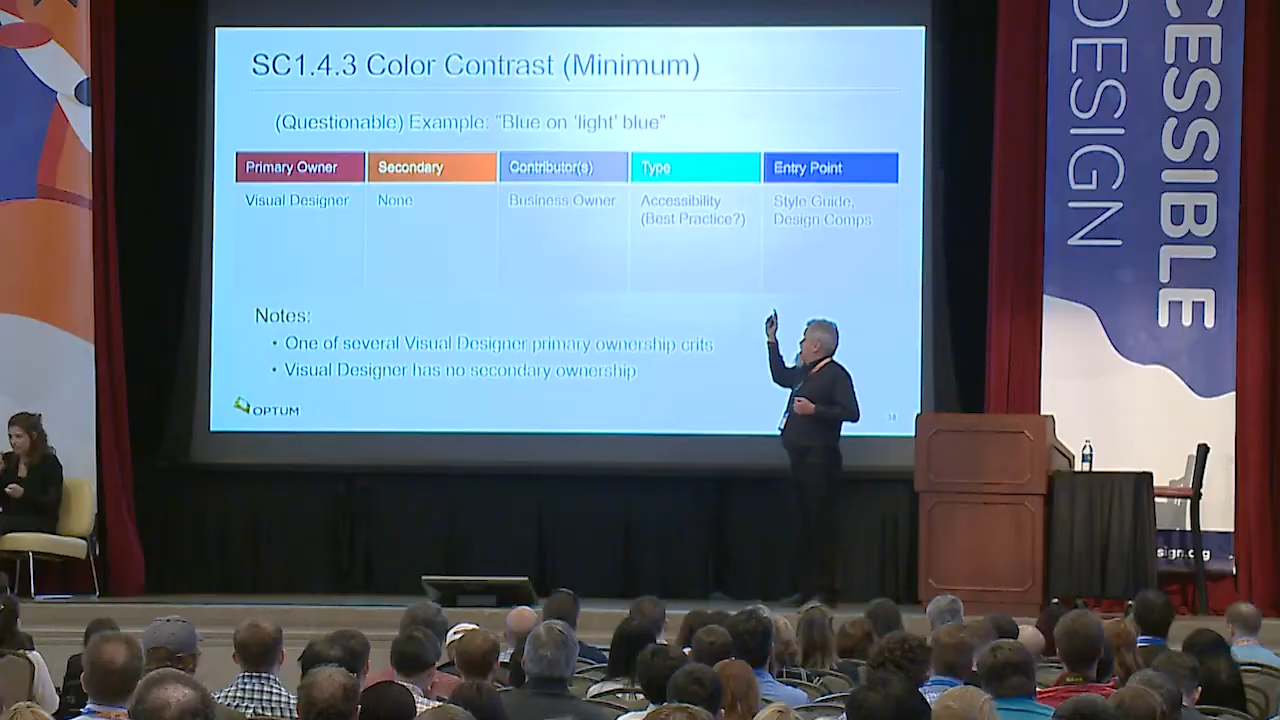 SC1.4.3 Color Contrast (Minimum)
(Questionable) Example: "Blue on 'light' blue"
Primary Owner Secondary Contributor(s) Type Entry Point
Visual Designer None Business Owner Accessibility Style Guide,
(Best Practice?) Design Comps
Notes:
• One of several Visual Designer primary ownership crits
• Visual Designer has no secondary ownership
OPTUM
38
CESSIBLE
DESIGN
sign.org